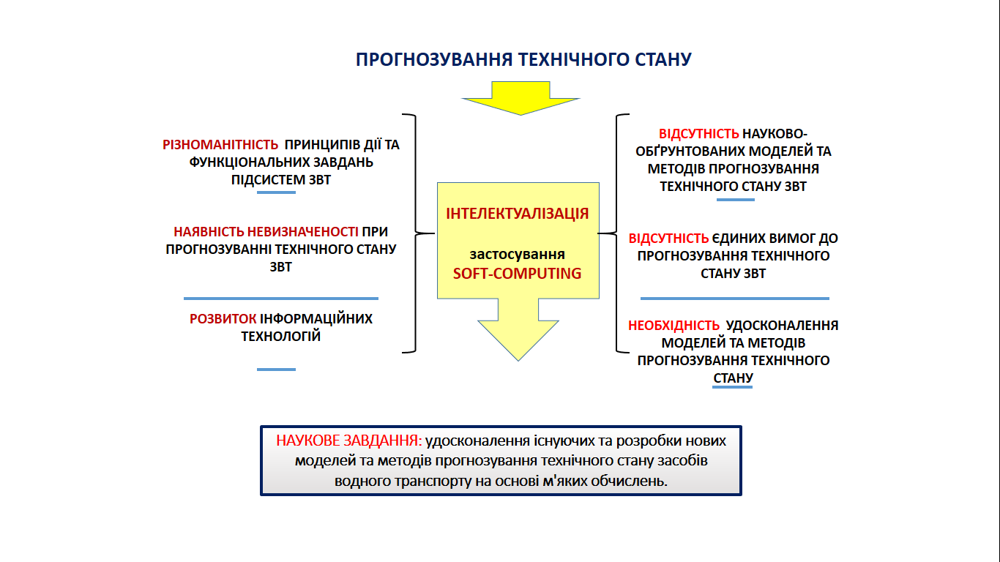 ПРОГНОЗУВАННЯ ТЕХНІЧНОГО СТАНУ
РІЗНОМАНІТНІСТЬ ПРИНЦИПІВ ДІЇ ТА
ФУНКЦІОНАЛЬНИХ ЗАВДАНЬ
ПІДСИСТЕМ ЗВТ
НАЯВНІСТЬ НЕВИЗНАЧЕНОСТІ ПРИ
ПРОГНОЗУВАННІ ТЕХНІЧНОГО СТАНУ
ЗВТ
РОЗВИТОК ІНФОРМАЦІЙНИХ
ТЕХНОЛОГІЙ
ІНТЕЛЕКТУАЛІЗАЦІЯ
застосування
SOFT-COMPUTING
ВІДСУТНІСТЬ НАУКОВО-
ОБҐРУНТОВАНИХ МОДЕЛЕЙ ТА
МЕТОДІВ ПРОГНОЗУВАННЯ
ТЕХНІЧНОГО СТАНУ ЗВТ
ВІДСУТНІСТЬ ЄДИНИХ ВИМОГ ДО
ПРОГНОЗУВАННЯ ТЕХНІЧНОГО
СТАНУ ЗВТ
НЕОБХІДНІСТЬ УДОСКОНАЛЕННЯ
МОДЕЛЕЙ ТА МЕТОДІВ
ПРОГНОЗУВАННЯ ТЕХНІЧНОГО
СТАНУ
НАУКОВЕ ЗАВДАННЯ: удосконалення існуючих та розробки нових
моделей та методів прогнозування технічного стану засобів
водного транспорту на основі м'яких обчислень.